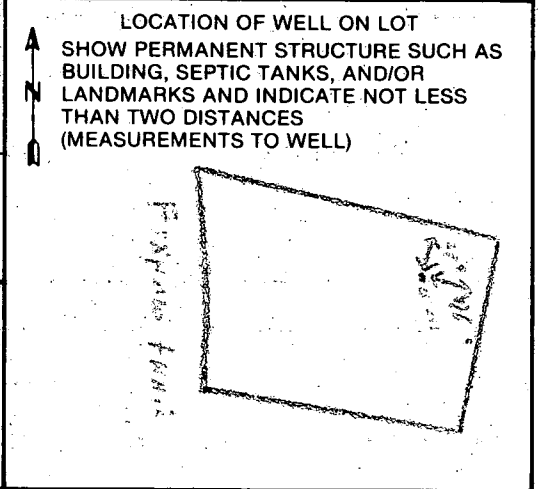 LOCATION OF WELL ON LOT
SHOW PERMANENT STRUCTURE SUCH AS
BUILDING, SEPTIC TANKS, AND/OR
N LANDMARKS AND INDICATE NOT LESS
THAN TWO DISTANCES
(MEASUREMENTS TO WELL)